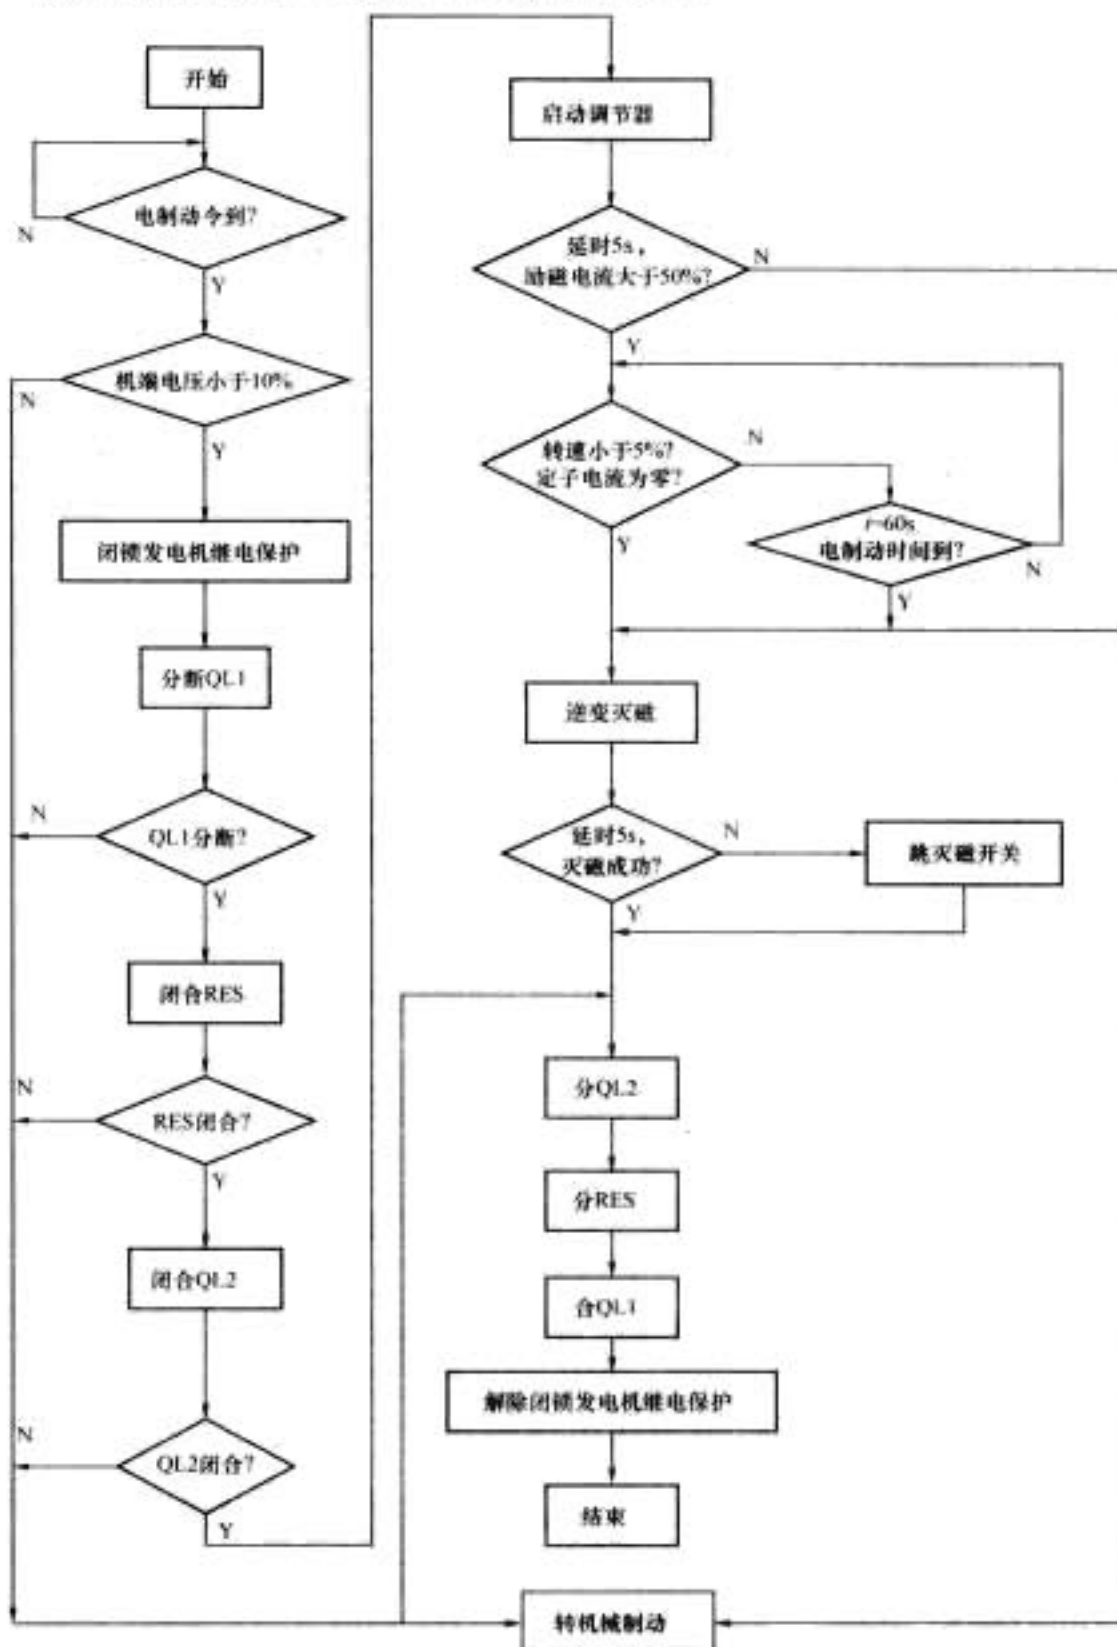 开始
电制动令到?
N
Y
机端电压小于10%
N
Y
闭锁发电机继电保护
分断QL1
QL1分断?
N
Y
闭合RES
RES闭合?
N
Y
闭合QL2
QL2闭合?
N
Y
启动调节器
延时5s,
励磁电流大于50%?
N
Y
转速小于5%?
定子电流为零?
N
Y
t=60s
电制动时间到?
N
Y
逆变灭磁
延时5s,
灭磁成功?
N
Y
跳灭磁开关
分QL2
分RES
合QL1
解除闭锁发电机继电保护
结束
转机械制动